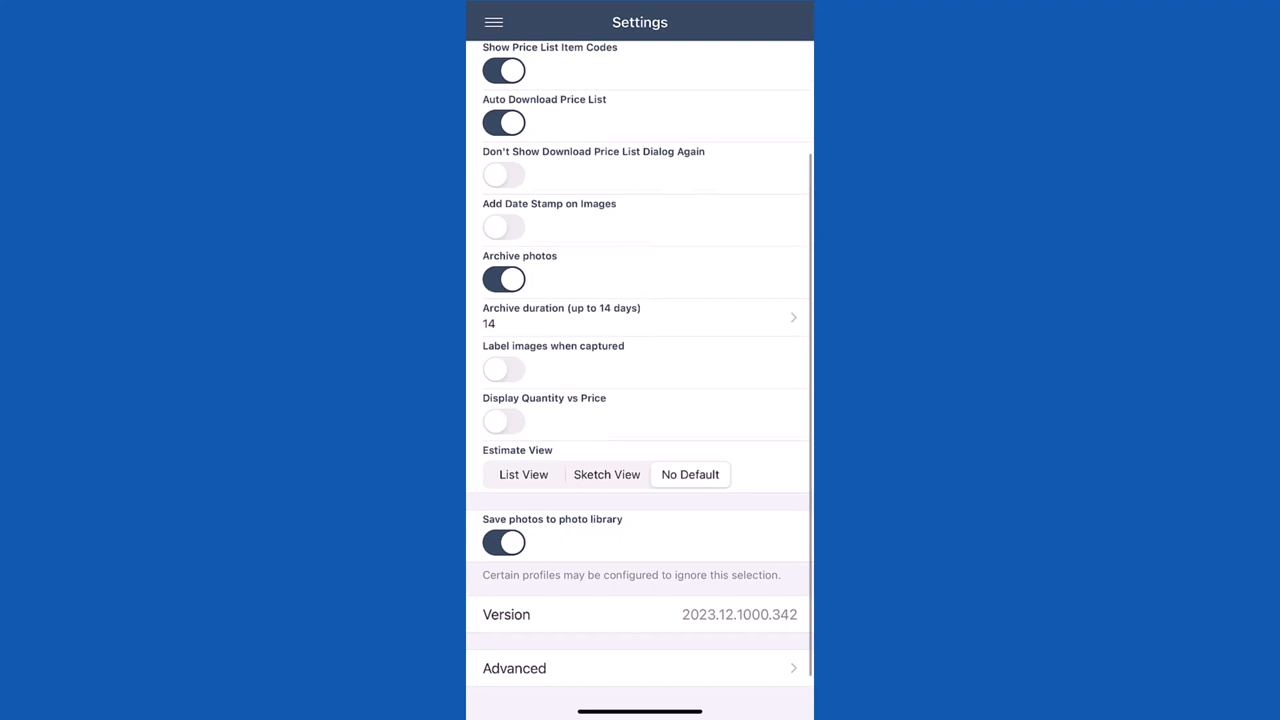 Settings
Show Price List Item Codes
Auto Download Price List
Don't Show Download Price List Dialog Again
Add Date Stamp on Images
Archive photos
Archive duration (up to 14 days)
14
Label images when captured
Display Quantity vs Price
Estimate View
List View Sketch View No Default
Save photos to photo library
Certain profiles may be configured to ignore this selection.
Version 2023.12.1000.342
Advanced